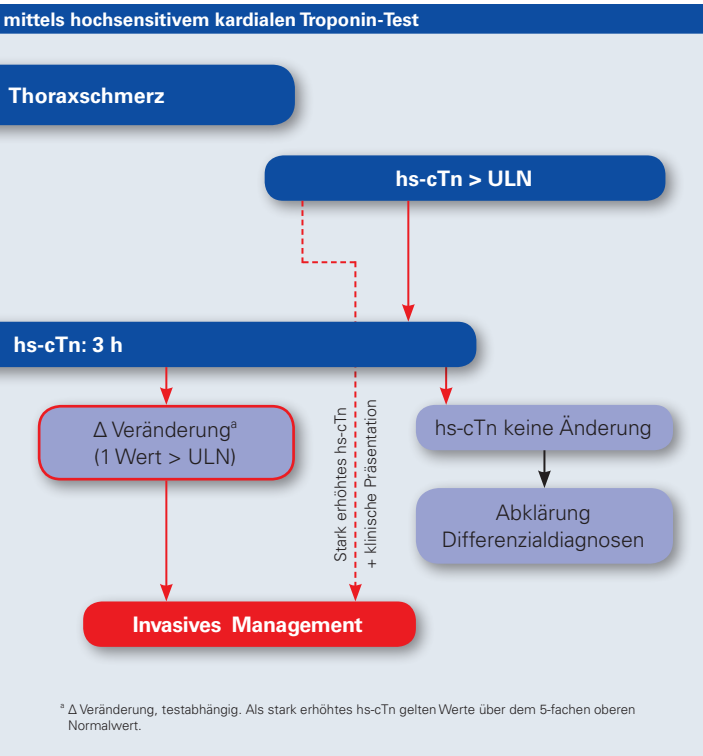 mittels hochsensitivem kardialen Troponin-Test
Thoraxschmerz
hs-cTn > ULN
hs-cTn: 3 h
Δ Veränderungᵃ
(1 Wert > ULN)
Stark erhöhtes hs-cTn
+ klinische Präsentation
hs-cTn keine Änderung
Abklärung
Differenzialdiagnosen
Invasives Management
ᵃ Δ Veränderung, testabhängig. Als stark erhöhtes hs-cTn gelten Werte über dem 5-fachen oberen
Normalwert.